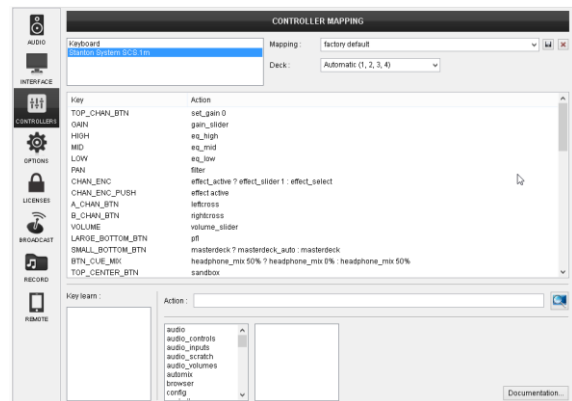 CONTROLLER MAPPING
AUDIO
INTERFACE
CONTROLLERS
OPTIONS
LICENSES
BROADCAST
RECORD
REMOTE
Keyboard
Stanton System SCS.1m
Mapping : factory default
Deck : Automatic (1, 2, 3, 4)
Key Action
TOP_CHAN_BTN set_gain 0
GAIN gain_slider
HIGH eq_high
MID eq_mid
LOW eq_low
PAN filter
CHAN_ENC effect_active ? effect_slider 1 : effect_select
CHAN_ENC_PUSH effect active
A_CHAN_BTN leftcross
B_CHAN_BTN rightcross
VOLUME volume_slider
LARGE_BOTTOM_BTN pfl
SMALL_BOTTOM_BTN masterdeck ? masterdeck_auto : masterdeck
BTN_CUE_MIX headphone_mix 50% ? headphone_mix 0% : headphone_mix 50%
TOP_CENTER_BTN sandbox
Key learn :
Action :
audio
audio_controls
audio_inputs
audio_scratch
audio_volumes
automix
browser
config
Documentation...